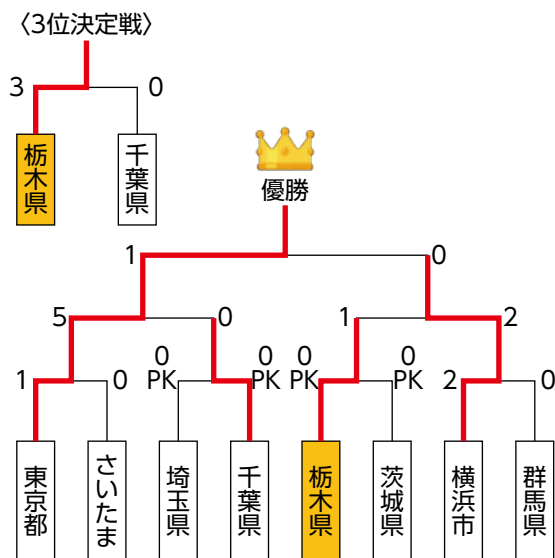 〈3位決定戦〉
3 0
栃木県 千葉県
優勝
1 0
5 0 1 2
1 0 0 PK 0 PK 0 PK 0 PK 2 0
東京都 さいたま 埼玉県 千葉県 栃木県 茨城県 横浜市 群馬県